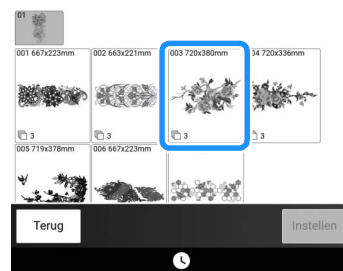 01
001 667x223mm 002 663x221mm 003 720x380mm 04 720x336mm
3 3 3 3
005 719x378mm 006 667x223mm
Terug Instellen